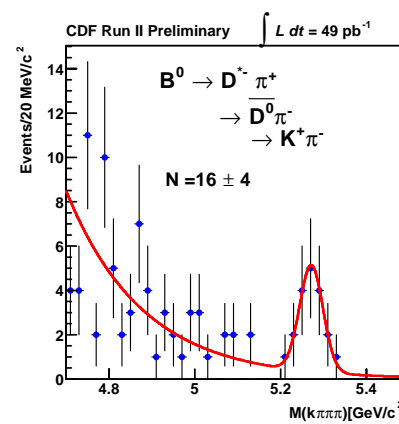 CDF Run II Preliminary ∫ L dt = 49 pb⁻¹
Events/20 MeV/c²
B⁰ → D*⁻ π⁺
→ D̅⁰π⁻
→ K⁺π⁻
N =16 ± 4
14
12
10
8
6
4
2
0
4.8 5 5.2 5.4
M(kπππ)[GeV/c²